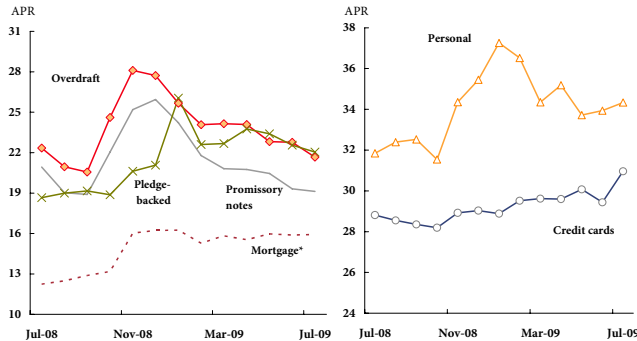 APR
31
28
25
22
19
16
13
10
Overdraft
Pledge-
backed
Promissory
notes
Mortgage*
Jul-08
Nov-08
Mar-09
Jul-09
APR
38
36
34
32
30
28
26
24
Personal
Credit cards
Jul-08
Nov-08
Mar-09
Jul-09